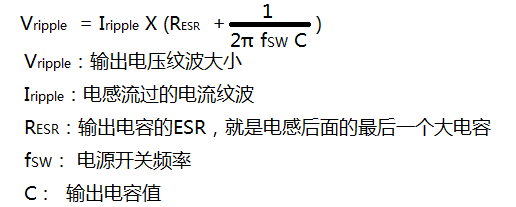 Vripple = Iripple X (RESR + 1/(2π fSW C))
Vripple：输出电压纹波大小
Iripple：电感流过的电流纹波
RESR：输出电容的ESR，就是电感后面的最后一个大电容
fSW： 电源开关频率
C： 输出电容值